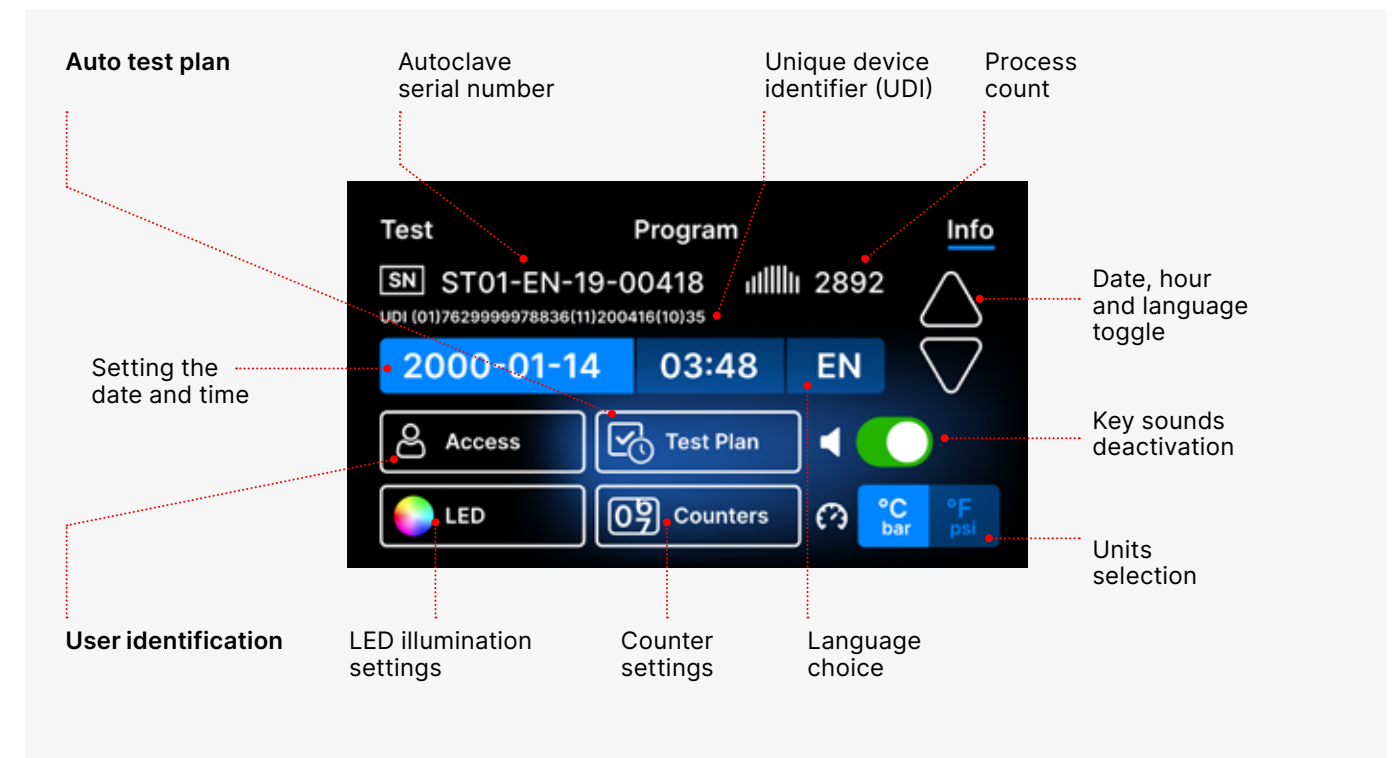 Auto test plan
Autoclave
serial number
Unique device
identifier (UDI)
Process
count
Test
Program
Info
SN ST01-EN-19-00418
2892
UDI (01)7629999978836(11)200416(10)35
Date, hour
and language
toggle
Setting the
date and time
2000-01-14
03:48
EN
Access
Test Plan
Key sounds
deactivation
LED
09
7
Counters
°C
bar
°F
psi
Units
selection
User identification
LED illumination
settings
Counter
settings
Language
choice